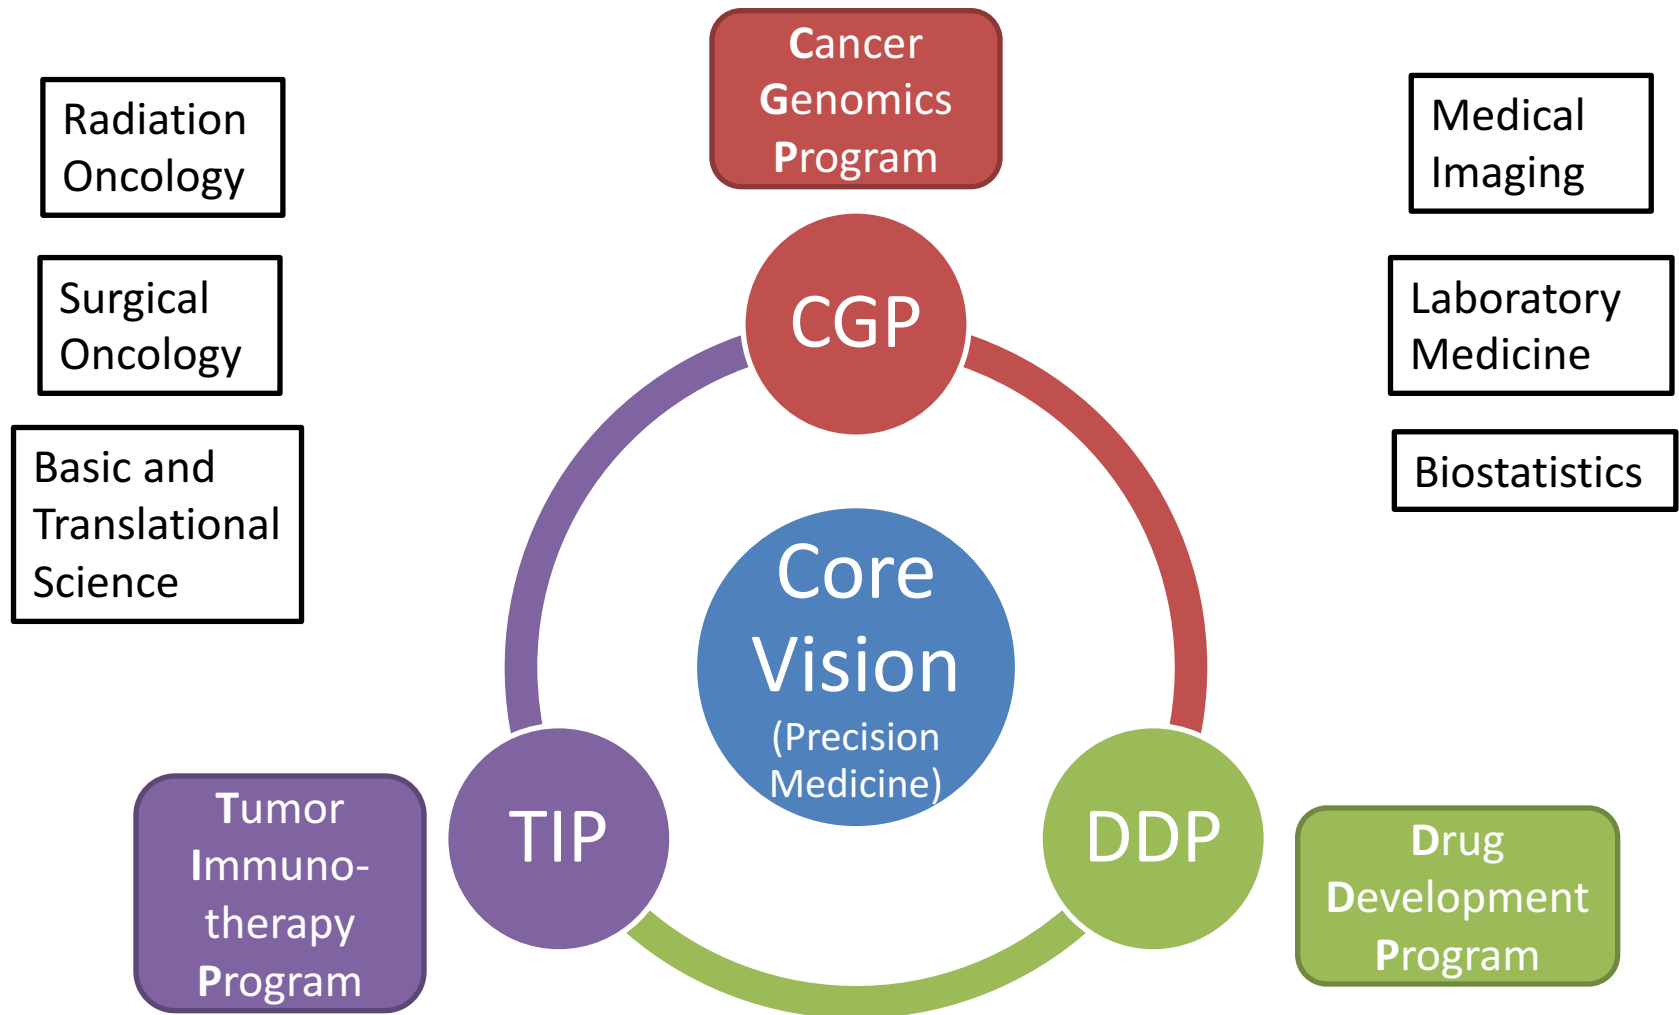 Cancer
Genomics
Program
Radiation
Oncology
Surgical
Oncology
Basic and
Translational
Science
Medical
Imaging
Laboratory
Medicine
Biostatistics
CGP
Core
Vision
(Precision
Medicine)
TIP
DDP
Tumor
Immuno-
therapy
Program
Drug
Development
Program